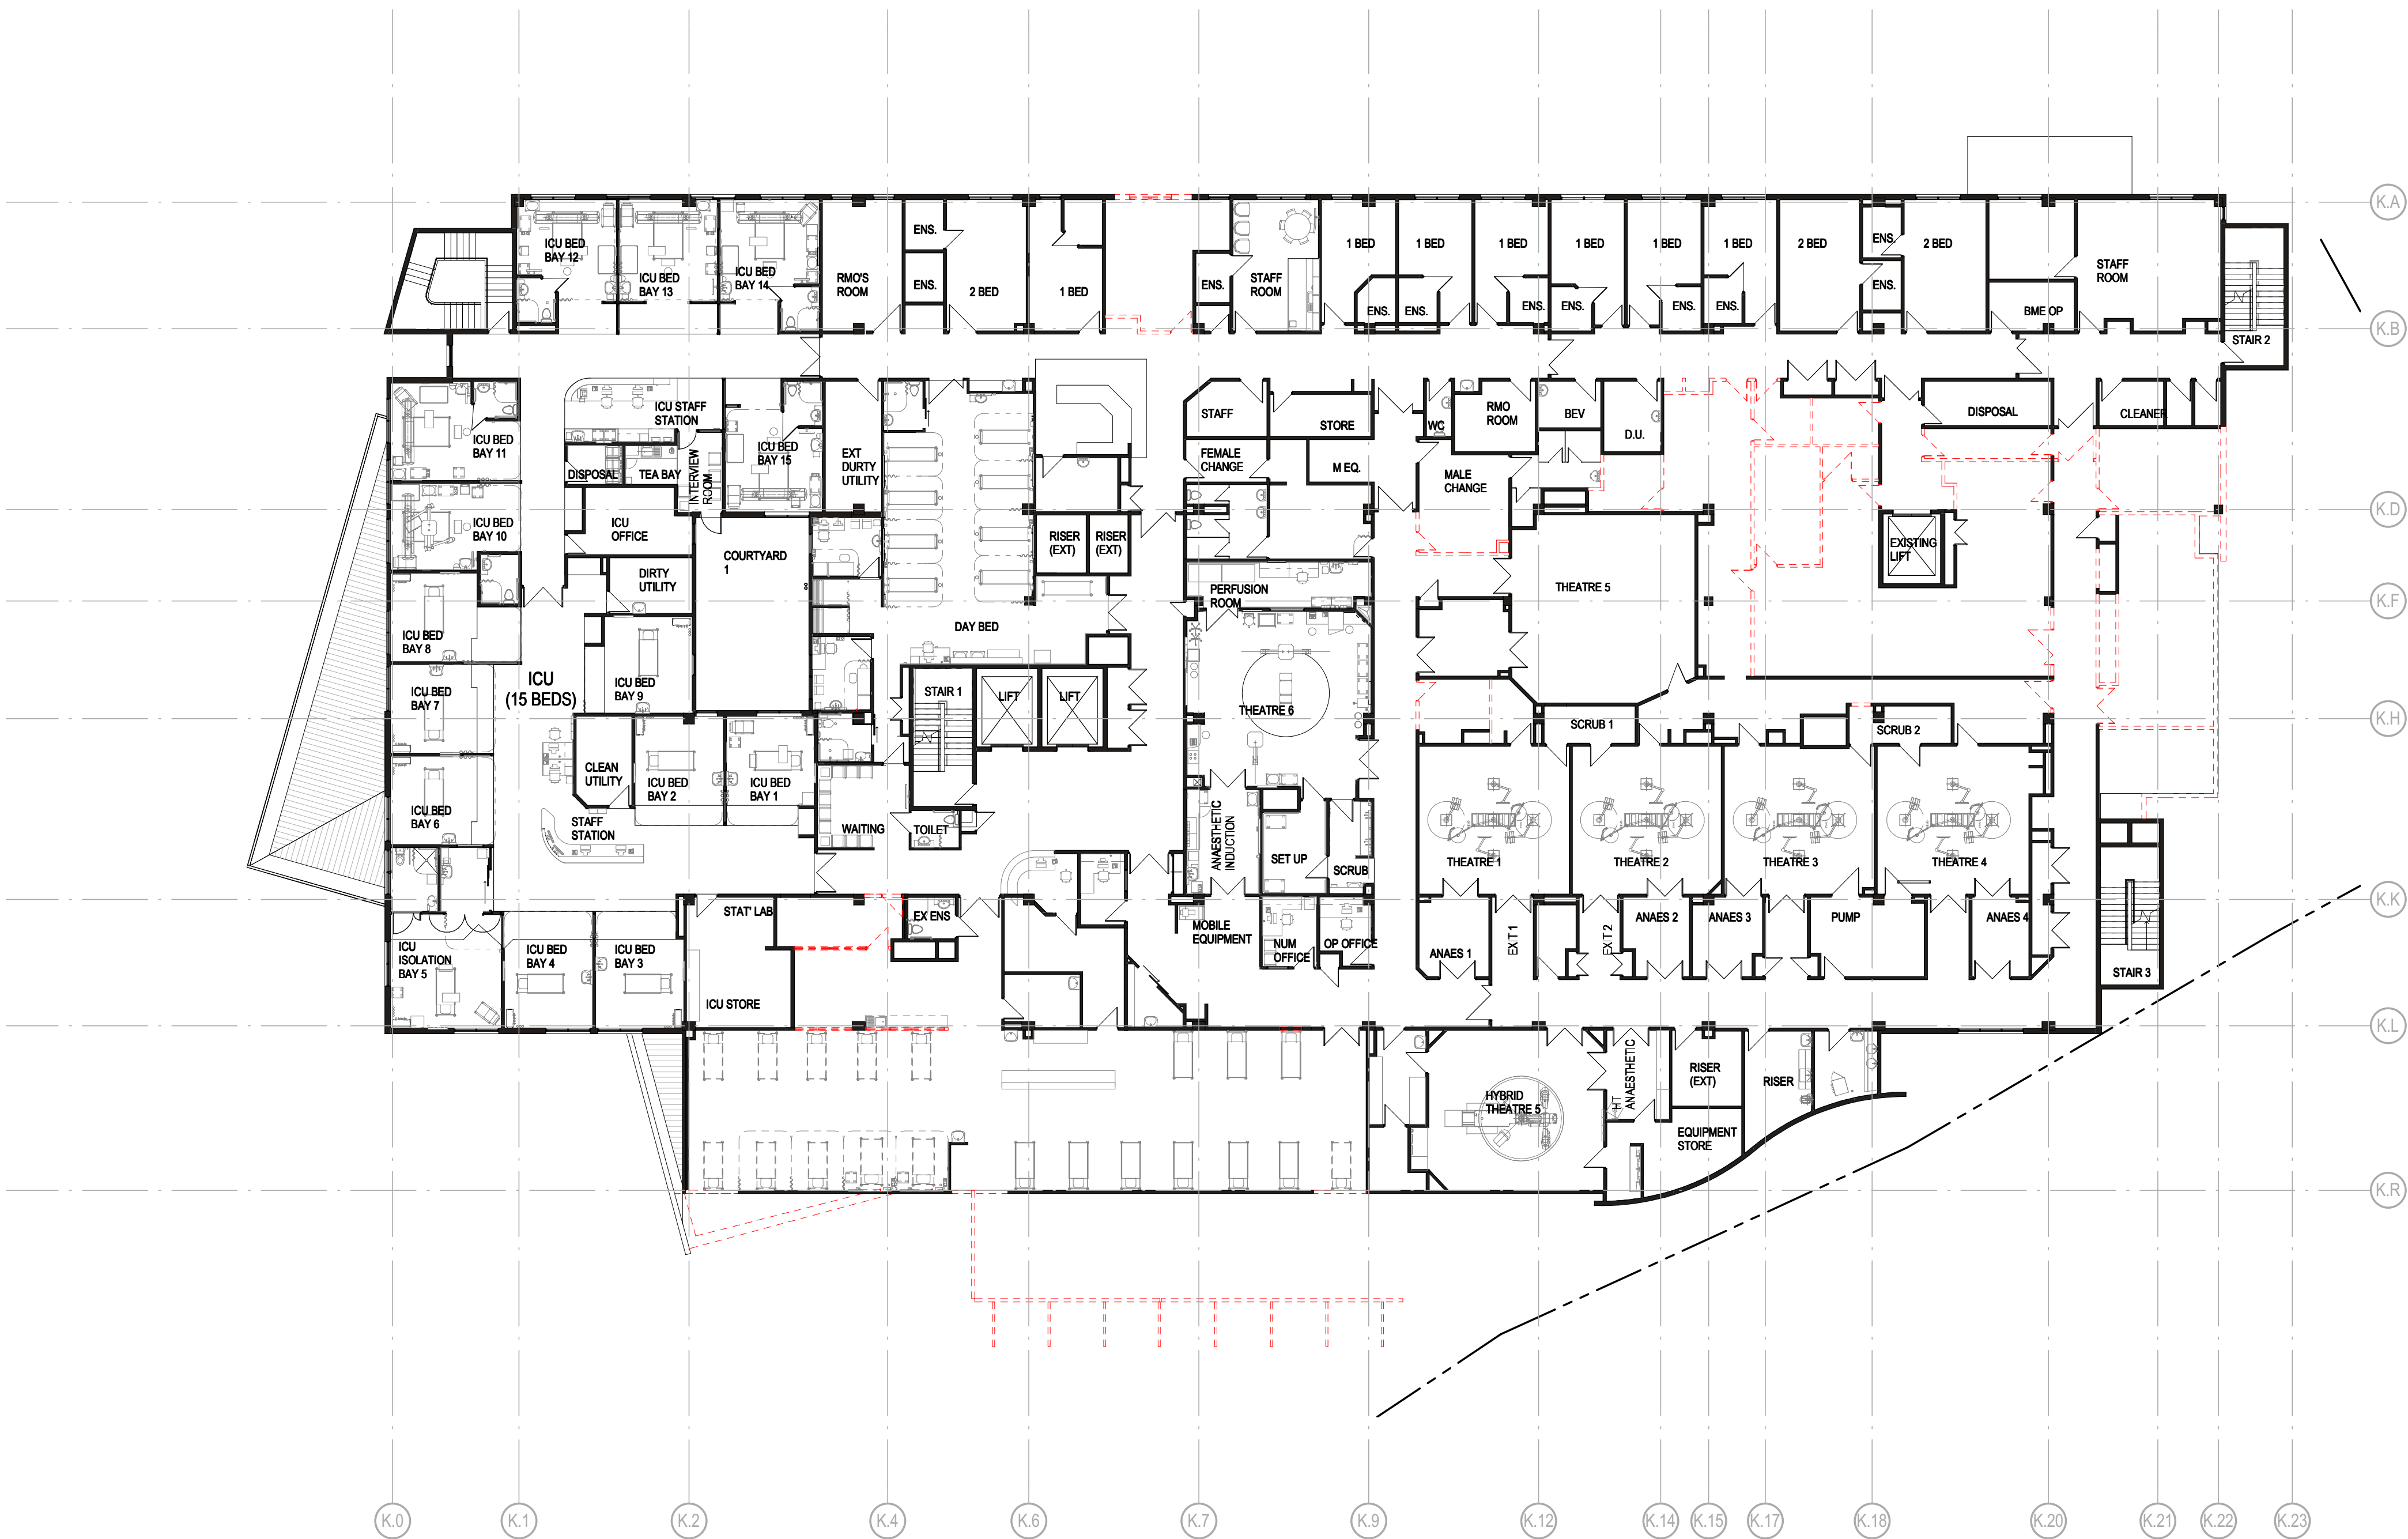 K.A
ENS.
ICU BED
BAY 12
ICU BED
BAY 13
ICU BED
BAY 14
RMO'S
ROOM
ENS.
2 BED
1 BED
ENS.
STAFF
ROOM
1 BED
ENS.
1 BED
ENS.
1 BED
ENS.
1 BED
ENS.
1 BED
ENS.
1 BED
ENS.
2 BED
ENS.
ENS.
2 BED
STAFF
ROOM
BME OP
K.B
STAIR 2
ICU STAFF
STATION
ICU BED
BAY 11
ICU BED
BAY 15
EXT
DURTY
UTILITY
DISPOSAL
TEA BAY
INTERVIEW
ROOM
STAFF
STORE
WC
RMO
ROOM
BEV
D.U.
DISPOSAL
CLEANER
FEMALE
CHANGE
M EQ.
MALE
CHANGE
K.D
ICU BED
BAY 10
ICU
OFFICE
COURTYARD
1
RISER
(EXT)
RISER
(EXT)
EXISTING
LIFT
DIRTY
UTILITY
PERFUSION
ROOM
THEATRE 5
K.F
ICU BED
BAY 8
DAY BED
ICU
(15 BEDS)
ICU BED
BAY 9
ICU BED
BAY 7
STAIR 1
LIFT
LIFT
THEATRE 6
K.H
SCRUB 1
SCRUB 2
CLEAN
UTILITY
ICU BED
BAY 2
ICU BED
BAY 1
ICU BED
BAY 6
STAFF
STATION
WAITING
TOILET
ANAESTHETIC
INDUCTION
SET UP
SCRUB
THEATRE 1
THEATRE 2
THEATRE 3
THEATRE 4
K.K
STAT' LAB
EX ENS
MOBILE
EQUIPMENT
NUM
OFFICE
OP OFFICE
ANAES 1
EXIT 1
EXIT 2
ANAES 2
ANAES 3
PUMP
ANAES 4
STAIR 3
ICU
ISOLATION
BAY 5
ICU BED
BAY 4
ICU BED
BAY 3
ICU STORE
K.L
HYBRID
THEATRE 5
HT
ANAESTHETIC
RISER
(EXT)
RISER
EQUIPMENT
STORE
K.R
K.0
K.1
K.2
K.4
K.6
K.7
K.9
K.12
K.14
K.15
K.17
K.18
K.20
K.21
K.22
K.23